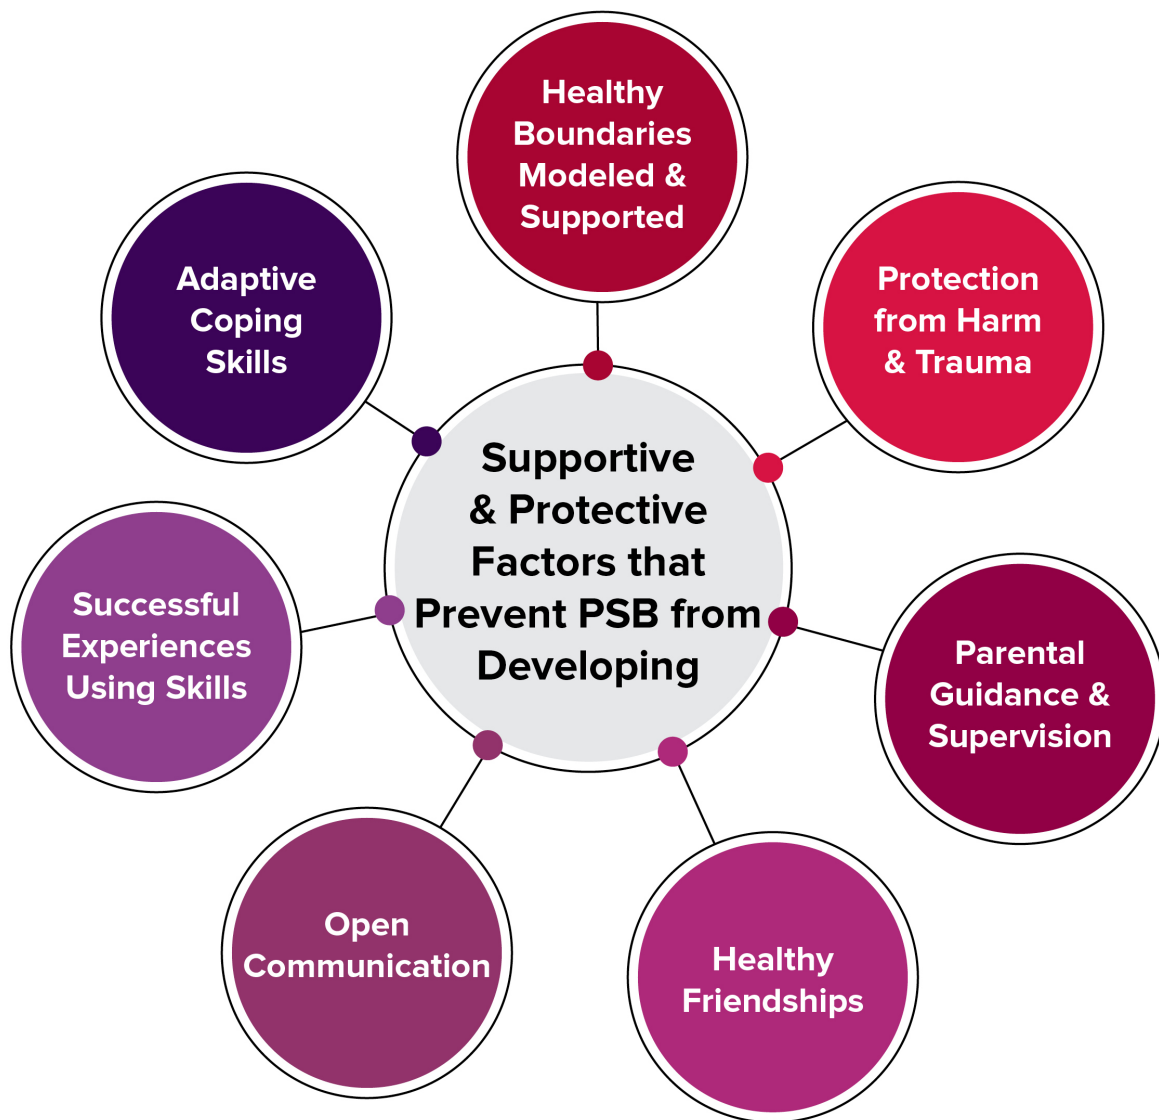 Healthy
Boundaries
Modeled &
Supported
Protection
from Harm
& Trauma
Parental
Guidance &
Supervision
Healthy
Friendships
Open
Communication
Successful
Experiences
Using Skills
Adaptive
Coping
Skills
Supportive
& Protective
Factors that
Prevent PSB from
Developing